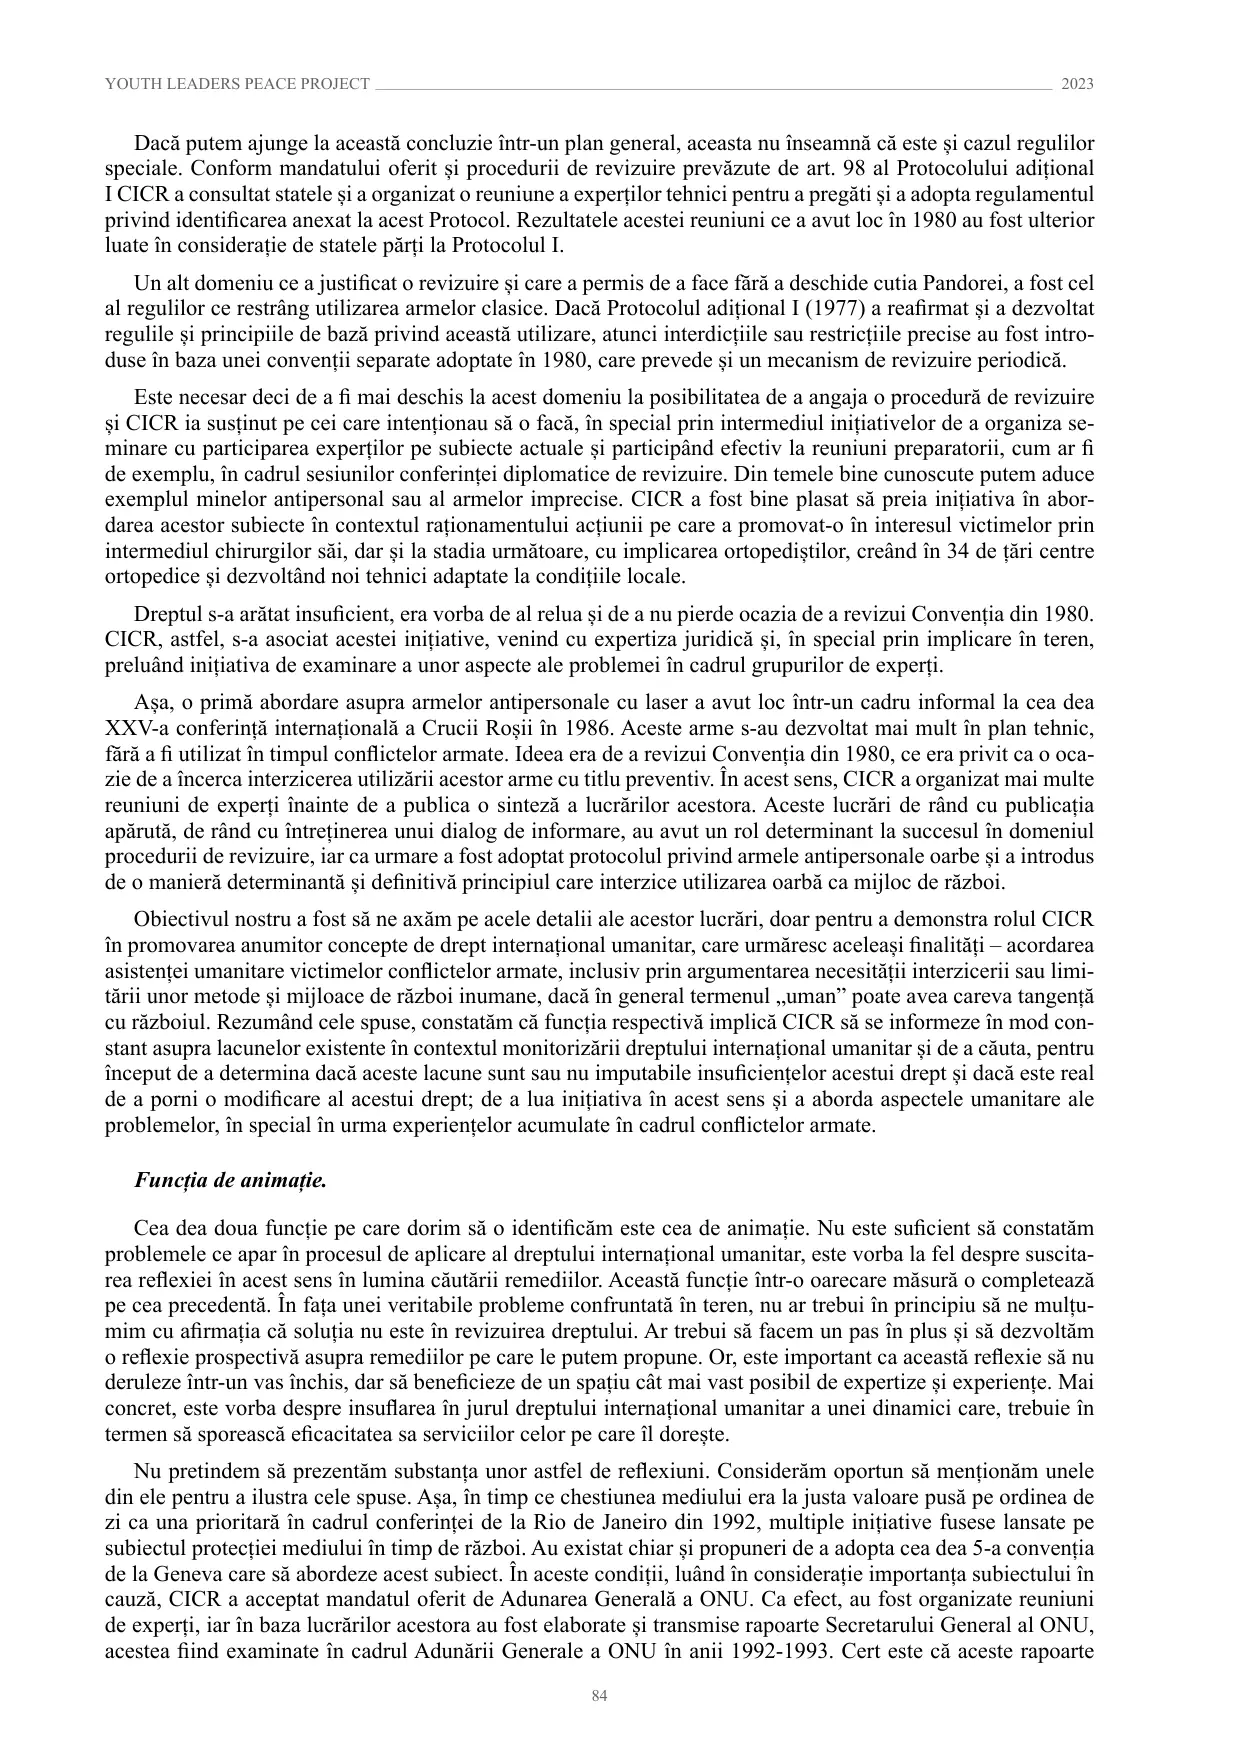 YOUTH LEADERS PEACE PROJECT 2023
Dacă putem ajunge la această concluzie într-un plan general, aceasta nu înseamnă că este și cazul regulilor
speciale. Conform mandatului oferit și procedurii de revizuire prevăzute de art. 98 al Protocolului adițional
I CICR a consultat statele și a organizat o reuniune a experților tehnici pentru a pregăti și a adopta regulamentul
privind identificarea anexat la acest Protocol. Rezultatele acestei reuniuni ce a avut loc în 1980 au fost ulterior
luate în considerație de statele părți la Protocolul I.
Un alt domeniu ce a justificat o revizuire și care a permis de a face fără a deschide cutia Pandorei, a fost cel
al regulilor ce restrâng utilizarea armelor clasice. Dacă Protocolul adițional I (1977) a reafirmat și a dezvoltat
regulile și principiile de bază privind această utilizare, atunci interdicțiile sau restricțiile precise au fost intro-
duse în baza unei convenții separate adoptate în 1980, care prevede și un mecanism de revizuire periodică.
Este necesar deci de a fi mai deschis la acest domeniu la posibilitatea de a angaja o procedură de revizuire
și CICR ia susținut pe cei care intenționau să o facă, în special prin intermediul inițiativelor de a organiza se-
minare cu participarea experților pe subiecte actuale și participând efectiv la reuniuni preparatorii, cum ar fi
de exemplu, în cadrul sesiunilor conferinței diplomatice de revizuire. Din temele bine cunoscute putem aduce
exemplul minelor antipersonal sau al armelor imprecise. CICR a fost bine plasat să preia inițiativa în abor-
darea acestor subiecte în contextul raționamentului acțiunii pe care a promovat-o în interesul victimelor prin
intermediul chirurgilor săi, dar și la stadia următoare, cu implicarea ortopediștilor, creând în 34 de țări centre
ortopedice și dezvoltând noi tehnici adaptate la condițiile locale.
Dreptul s-a arătat insuficient, era vorba de al relua și de a nu pierde ocazia de a revizui Convenția din 1980.
CICR, astfel, s-a asociat acestei inițiative, venind cu expertiza juridică și, în special prin implicare în teren,
preluând inițiativa de examinare a unor aspecte ale problemei în cadrul grupurilor de experți.
Așa, o primă abordare asupra armelor antipersonale cu laser a avut loc într-un cadru informal la cea dea
XXV-a conferință internațională a Crucii Roșii în 1986. Aceste arme s-au dezvoltat mai mult în plan tehnic,
fără a fi utilizat în timpul conflictelor armate. Ideea era de a revizui Convenția din 1980, ce era privit ca o oca-
zie de a încerca interzicerea utilizării acestor arme cu titlu preventiv. În acest sens, CICR a organizat mai multe
reuniuni de experți înainte de a publica o sinteză a lucrărilor acestora. Aceste lucrări de rând cu publicația
apărută, de rând cu întreținerea unui dialog de informare, au avut un rol determinant la succesul în domeniul
procedurii de revizuire, iar ca urmare a fost adoptat protocolul privind armele antipersonale oarbe și a introdus
de o manieră determinantă și definitivă principiul care interzice utilizarea oarbă ca mijloc de război.
Obiectivul nostru a fost să ne axăm pe acele detalii ale acestor lucrări, doar pentru a demonstra rolul CICR
în promovarea anumitor concepte de drept internațional umanitar, care urmăresc aceleași finalități – acordarea
asistenței umanitare victimelor conflictelor armate, inclusiv prin argumentarea necesității interzicerii sau limi-
tării unor metode și mijloace de război inumane, dacă în general termenul „uman” poate avea careva tangență
cu războiul. Rezumând cele spuse, constatăm că funcția respectivă implică CICR să se informeze în mod con-
stant asupra lacunelor existente în contextul monitorizării dreptului internațional umanitar și de a căuta, pentru
început de a determina dacă aceste lacune sunt sau nu imputabile insuficiențelor acestui drept și dacă este real
de a porni o modificare al acestui drept; de a lua inițiativa în acest sens și a aborda aspectele umanitare ale
problemelor, în special în urma experiențelor acumulate în cadrul conflictelor armate.
Funcția de animație.
Cea dea doua funcție pe care dorim să o identificăm este cea de animație. Nu este suficient să constatăm
problemele ce apar în procesul de aplicare al dreptului internațional umanitar, este vorba la fel despre suscita-
rea reflexiei în acest sens în lumina căutării remediilor. Această funcție într-o oarecare măsură o completează
pe cea precedentă. În fața unei veritabile probleme confruntată în teren, nu ar trebui în principiu să ne mulțu-
mim cu afirmația că soluția nu este în revizuirea dreptului. Ar trebui să facem un pas în plus și să dezvoltăm
o reflexie prospectivă asupra remediilor pe care le putem propune. Or, este important ca această reflexie să nu
deruleze într-un vas închis, dar să beneficieze de un spațiu cât mai vast posibil de expertize și experiențe. Mai
concret, este vorba despre insuflarea în jurul dreptului internațional umanitar a unei dinamici care, trebuie în
termen să sporească eficacitatea sa serviciilor celor pe care îl dorește.
Nu pretindem să prezentăm substanța unor astfel de reflexiuni. Considerăm oportun să menționăm unele
din ele pentru a ilustra cele spuse. Așa, în timp ce chestiunea mediului era la justa valoare pusă pe ordinea de
zi ca una prioritară în cadrul conferinței de la Rio de Janeiro din 1992, multiple inițiative fusese lansate pe
subiectul protecției mediului în timp de război. Au existat chiar și propuneri de a adopta cea dea 5-a convenția
de la Geneva care să abordeze acest subiect. În aceste condiții, luând în considerație importanța subiectului în
cauză, CICR a acceptat mandatul oferit de Adunarea Generală a ONU. Ca efect, au fost organizate reuniuni
de experți, iar în baza lucrărilor acestora au fost elaborate și transmise rapoarte Secretarului General al ONU,
acestea fiind examinate în cadrul Adunării Generale a ONU în anii 1992-1993. Cert este că aceste rapoarte
84